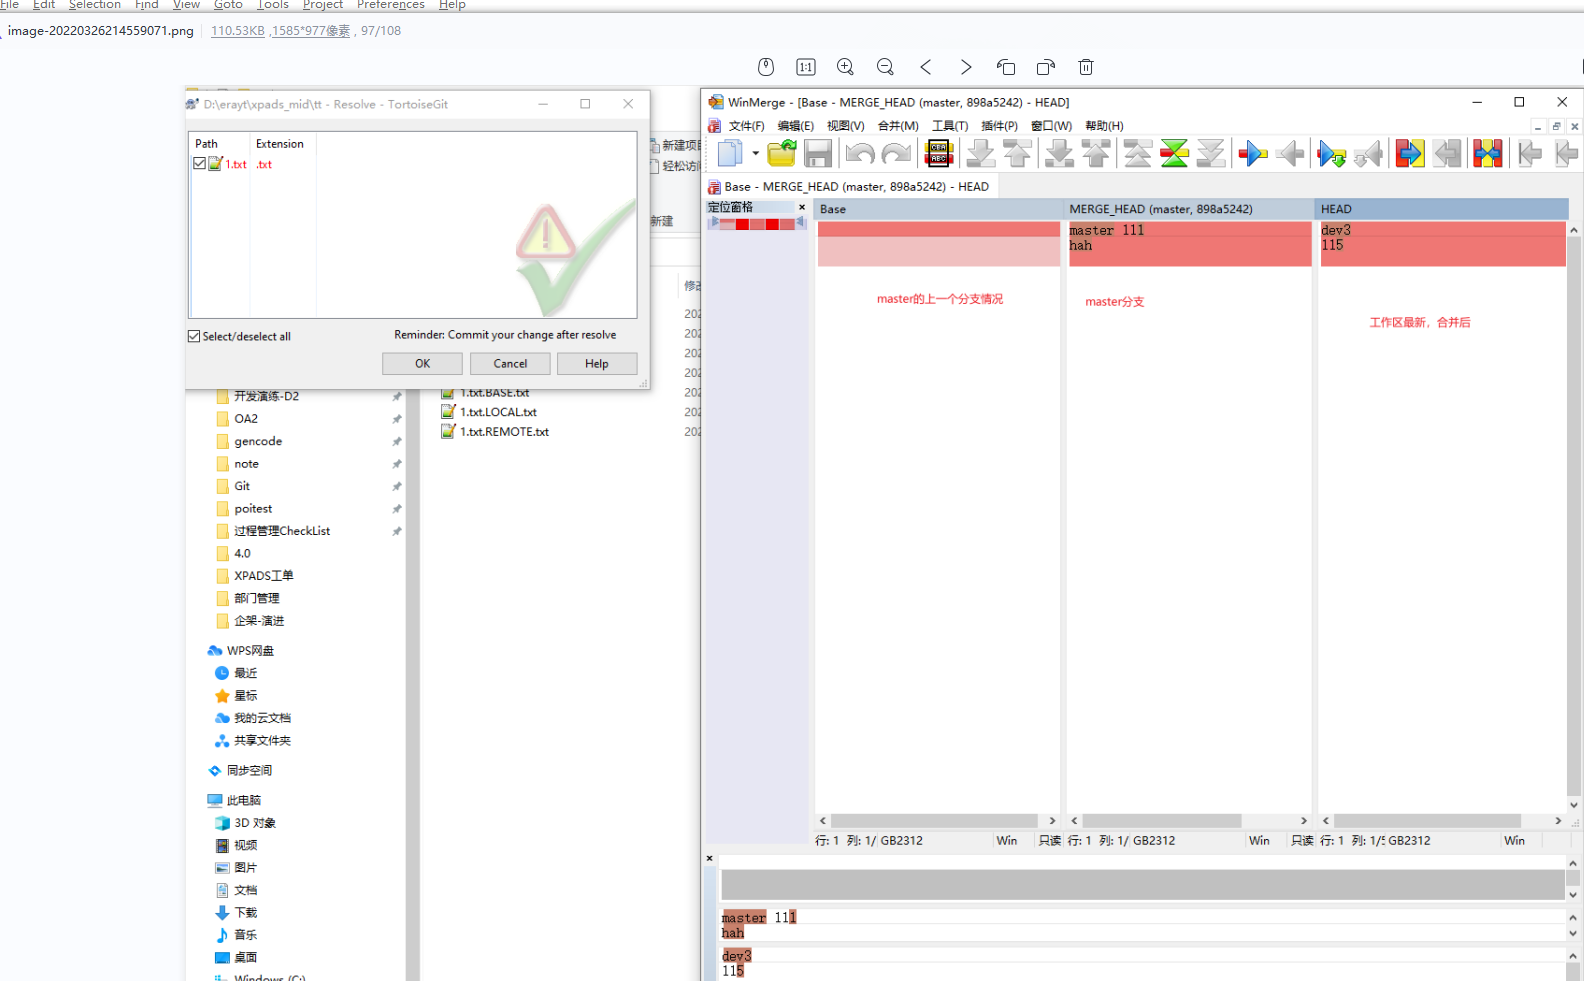 File Edit Selection Find View Goto Tools Project Preferences Help
image-20220326214559071.png 110.53KB ,1585*977像素 , 97/108
1:1
D:\erayt\xpads_mid\tt - Resolve - TortoiseGit
Path Extension
1.txt .txt
Select/deselect all
Reminder: Commit your change after resolve
OK Cancel Help
新建项目
轻松访问
新建
修改
202
202
202
202
1.txt.BASE.txt 202
1.txt.LOCAL.txt 202
1.txt.REMOTE.txt 202
开发演练-D2
OA2
gencode
note
Git
poitest
过程管理CheckList
4.0
XPADS工单
部门管理
企架-演进
WPS网盘
最近
星标
我的云文档
共享文件夹
同步空间
此电脑
3D 对象
视频
图片
文档
下载
音乐
桌面
Windows (C:)
WinMerge - [Base - MERGE_HEAD (master, 898a5242) - HEAD]
文件(F) 编辑(E) 视图(V) 合并(M) 工具(T) 插件(P) 窗口(W) 帮助(H)
CBA
ABC
Base - MERGE_HEAD (master, 898a5242) - HEAD
定位窗格
Base
MERGE_HEAD (master, 898a5242)
HEAD
master 111
hah
dev3
115
master的上一个分支情况
master分支
工作区最新，合并后
行: 1 列: 1/ GB2312 Win 只读
行: 1 列: 1/ GB2312 Win 只读
行: 1 列: 1/5 GB2312 Win
master 111
hah
dev3
115